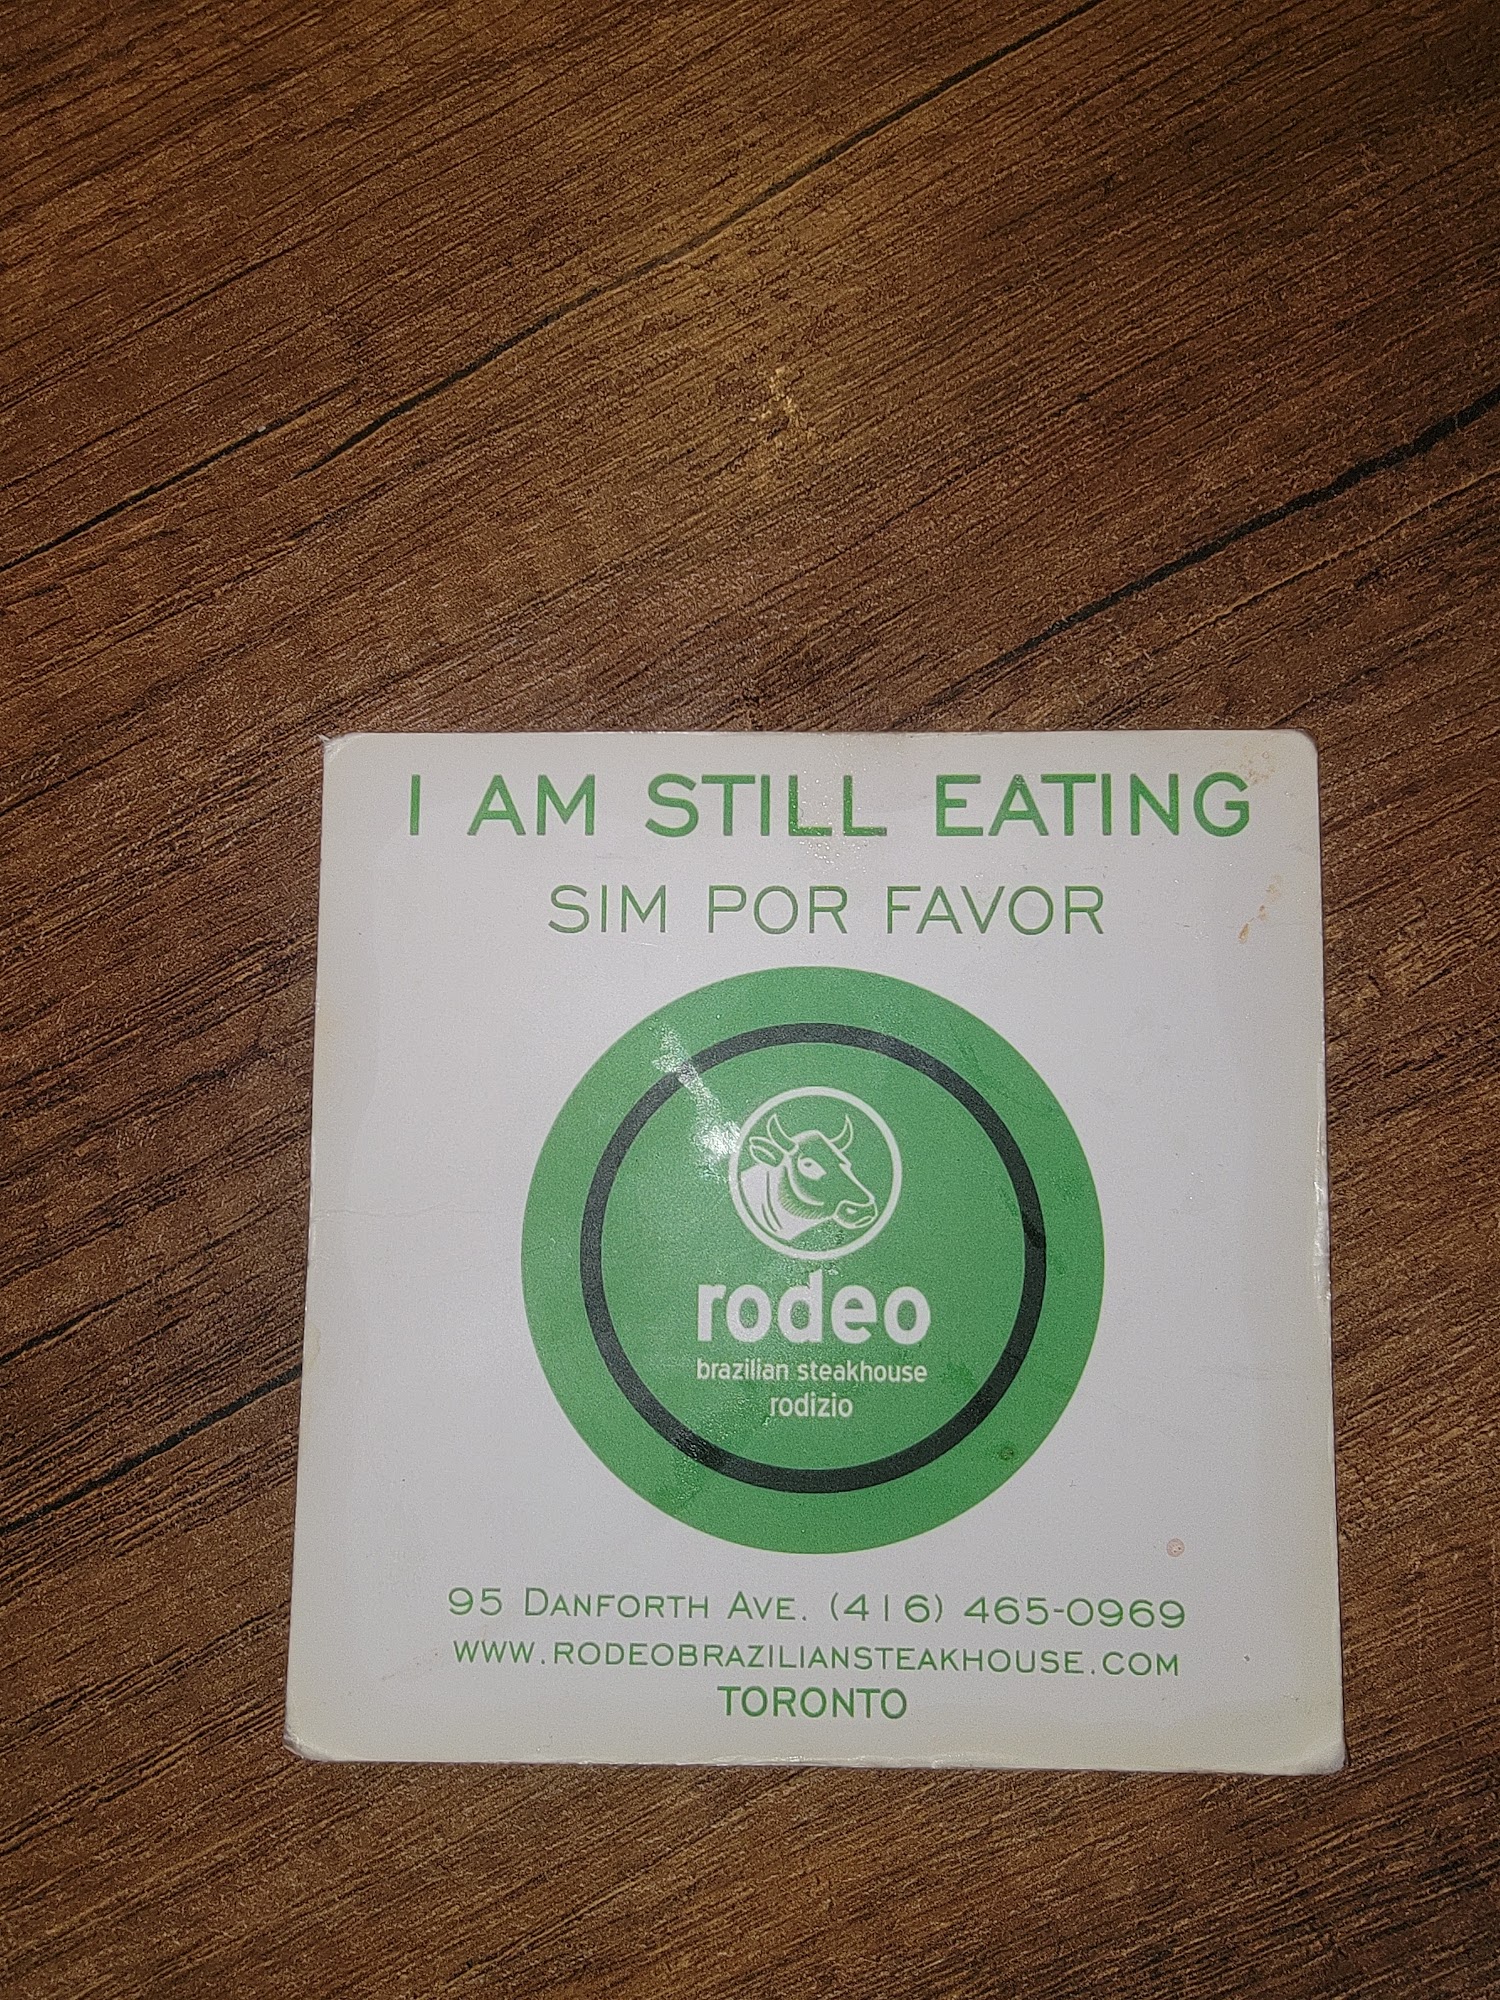 I AM STILL EATING
SIM POR FAVOR
rodeo
brazilian steakhouse
rodizio
95 DANFORTH AVE. (416) 465-0969
WWW.RODEOBRAZILIANSTEAKHOUSE.COM
TORONTO